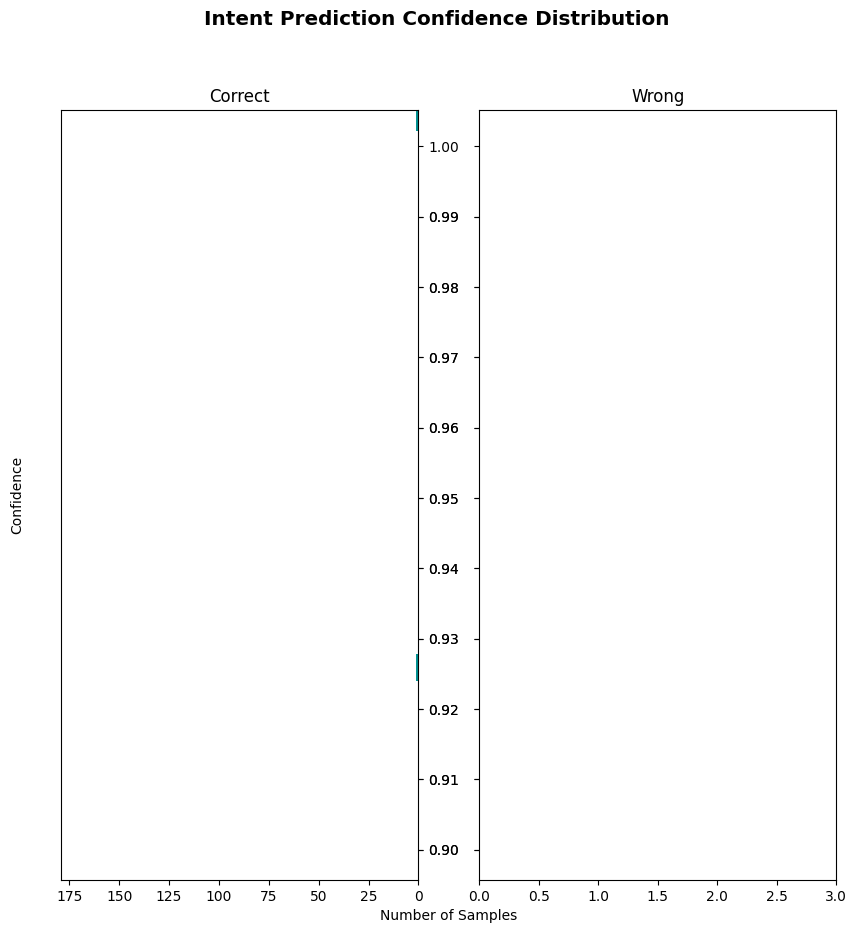 Intent Prediction Confidence Distribution
Correct
Wrong
1.00
0.99
0.98
0.97
0.96
0.95
0.94
0.93
0.92
0.91
0.90
Confidence
175 150 125 100 75 50 25 0
0.0 0.5 1.0 1.5 2.0 2.5 3.0
Number of Samples